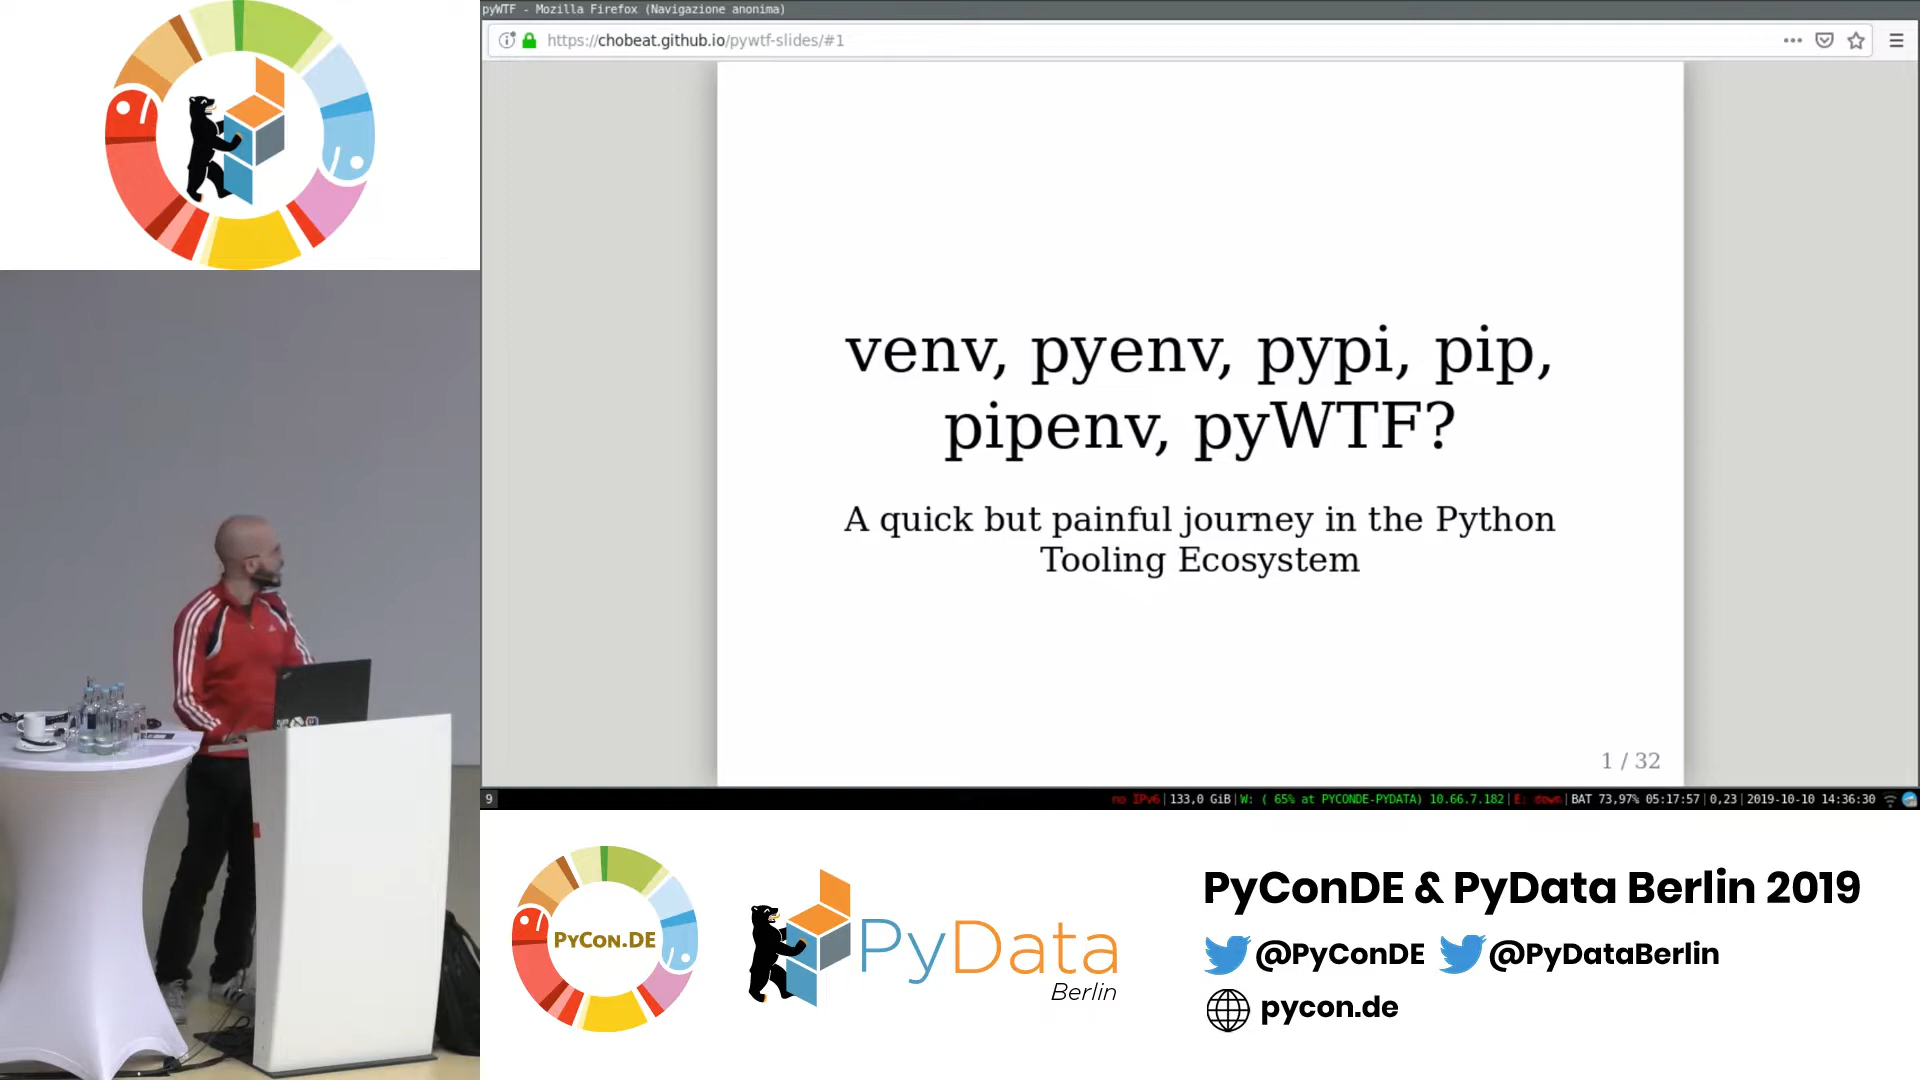 pyWTF - Mozilla Firefox (Navigazione anonima)
https://chobeat.github.io/pywtf-slides/#1
venv, pyenv, pypi, pip,
pipenv, pyWTF?
A quick but painful journey in the Python
Tooling Ecosystem
1 / 32
9
no IPv6 | 133,0 GiB | W: ( 65% at PYCONDE-PYDATA) 10.66.7.182 | E: down | BAT 73,97% 05:17:57 | 0,23 | 2019-10-10 14:36:30
PYCON.DE
PyData
Berlin
PyConDE & PyData Berlin 2019
@PyConDE @PyDataBerlin
pycon.de